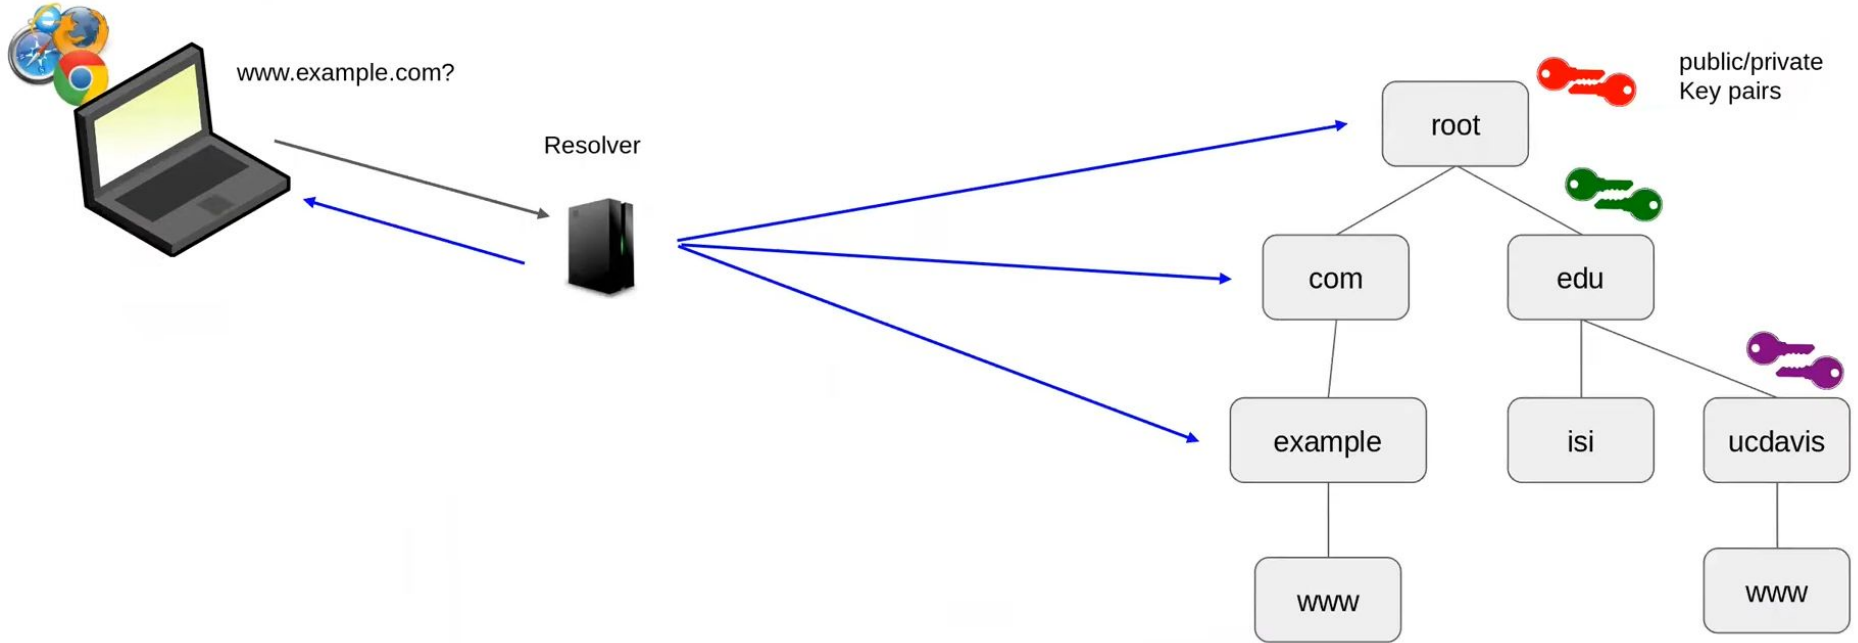 www.example.com?
Resolver
public/private
Key pairs
root
com
edu
example
isi
ucdavis
www
www